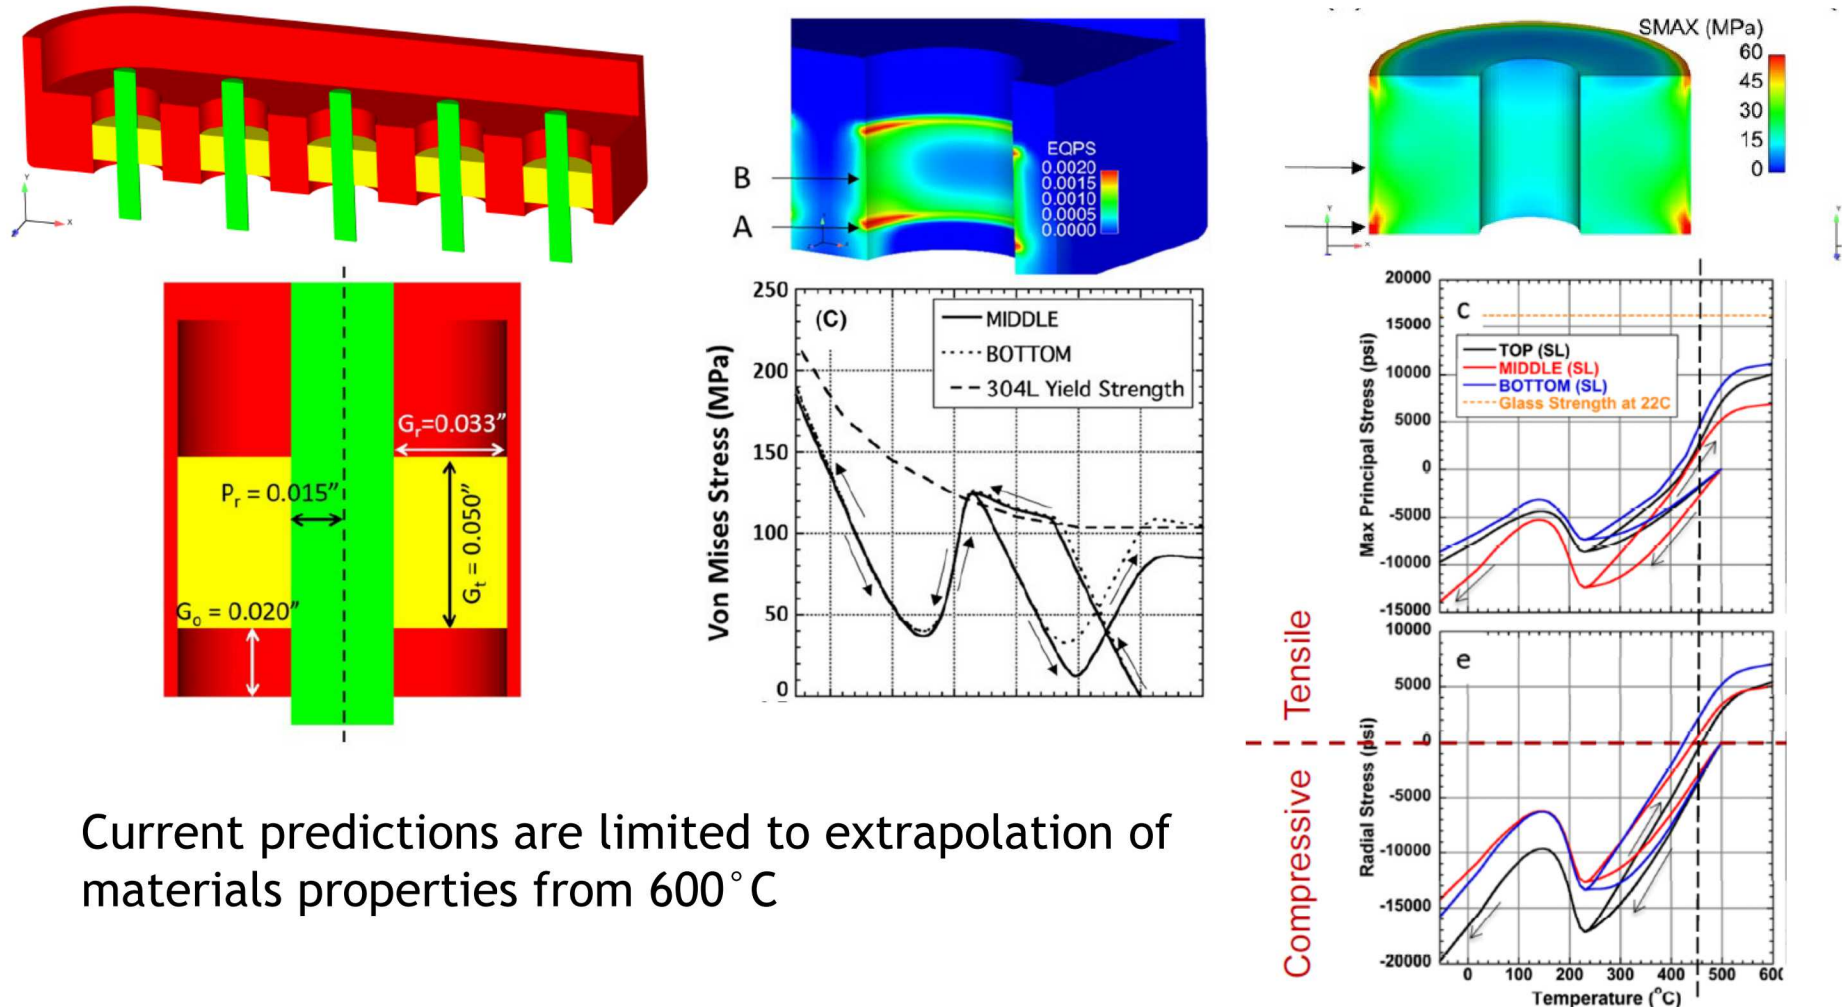 EQPS
0.0020
0.0015
0.0010
0.0005
0.0000
B
A
SMAX (MPa)
60
45
30
15
0
Y
X
Y
X
Y
Gr=0.033”
Pr = 0.015”
Gt = 0.050”
Go = 0.020”
(C)
MIDDLE
BOTTOM
304L Yield Strength
Von Mises Stress (MPa)
250
200
150
100
50
0
C
TOP (SL)
MIDDLE (SL)
BOTTOM (SL)
Glass Strength at 22C
Max Principal Stress (psi)
20000
15000
10000
5000
0
-5000
-10000
-15000
Tensile
Compressive
e
Radial Stress (psi)
10000
5000
0
-5000
-10000
-15000
-20000
0 100 200 300 400 500 600
Temperature (°C)
Current predictions are limited to extrapolation of
materials properties from 600°C